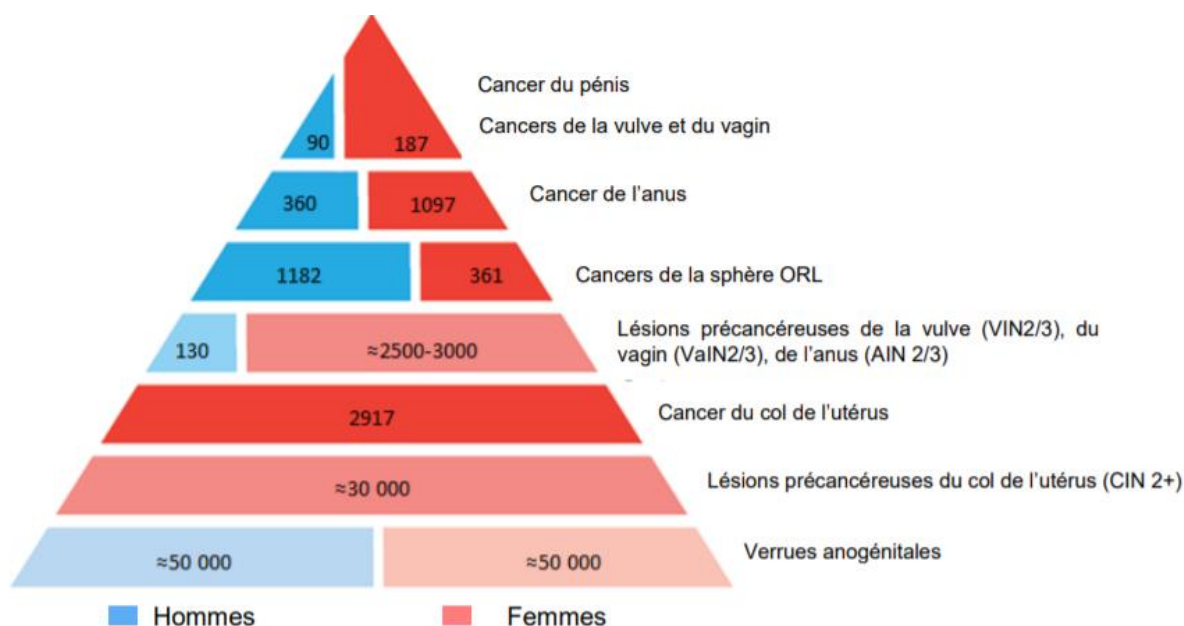 Cancer du pénis
Cancers de la vulve et du vagin
90
187
Cancer de l'anus
360
1097
Cancers de la sphère ORL
1182
361
Lésions précancéreuses de la vulve (VIN2/3), du
vagin (VaIN2/3), de l'anus (AIN 2/3)
130
≈2500-3000
Cancer du col de l'utérus
2917
Lésions précancéreuses du col de l'utérus (CIN 2+)
≈30 000
Verrues anogénitales
≈50 000
≈50 000
Hommes
Femmes